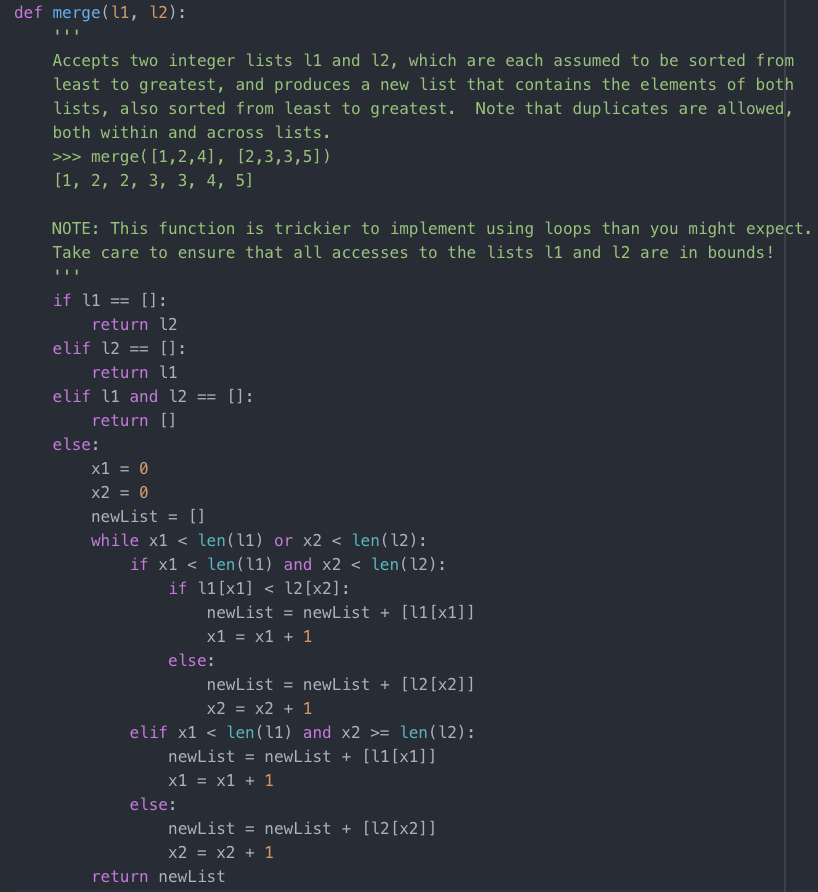 def merge(l1, l2):
    '''
    Accepts two integer lists l1 and l2, which are each assumed to be sorted from
    least to greatest, and produces a new list that contains the elements of both
    lists, also sorted from least to greatest.  Note that duplicates are allowed,
    both within and across lists.
    >>> merge([1,2,4], [2,3,3,5])
    [1, 2, 2, 3, 3, 4, 5]

    NOTE: This function is trickier to implement using loops than you might expect.
    Take care to ensure that all accesses to the lists l1 and l2 are in bounds!
    '''
    if l1 == []:
        return l2
    elif l2 == []:
        return l1
    elif l1 and l2 == []:
        return []
    else:
        x1 = 0
        x2 = 0
        newList = []
        while x1 < len(l1) or x2 < len(l2):
            if x1 < len(l1) and x2 < len(l2):
                if l1[x1] < l2[x2]:
                    newList = newList + [l1[x1]]
                    x1 = x1 + 1
                else:
                    newList = newList + [l2[x2]]
                    x2 = x2 + 1
            elif x1 < len(l1) and x2 >= len(l2):
                newList = newList + [l1[x1]]
                x1 = x1 + 1
            else:
                newList = newList + [l2[x2]]
                x2 = x2 + 1
        return newList